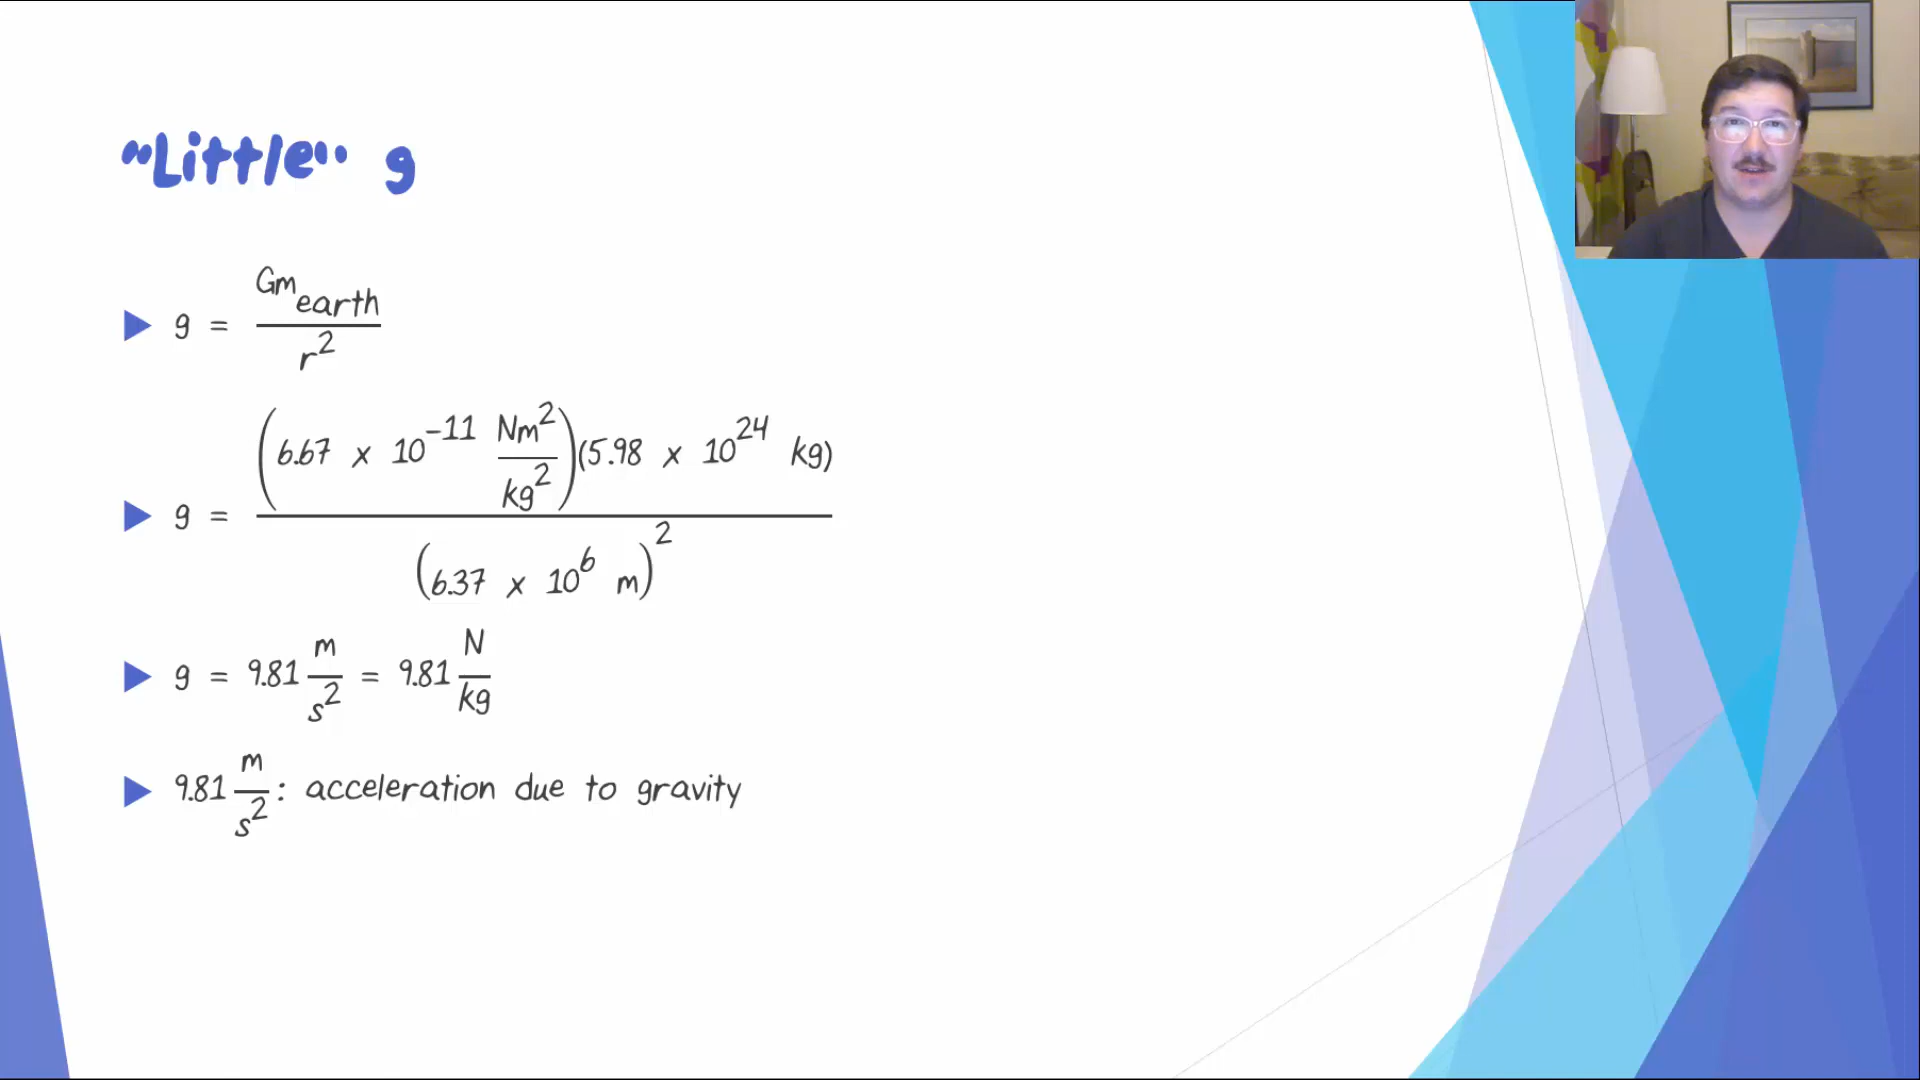 "Little" g
g = Gm_earth / r^2
g = (6.67 x 10^-11 Nm^2/kg^2)(5.98 x 10^24 kg) / (6.37 x 10^6 m)^2
g = 9.81 m/s^2 = 9.81 N/kg
9.81 m/s^2: acceleration due to gravity